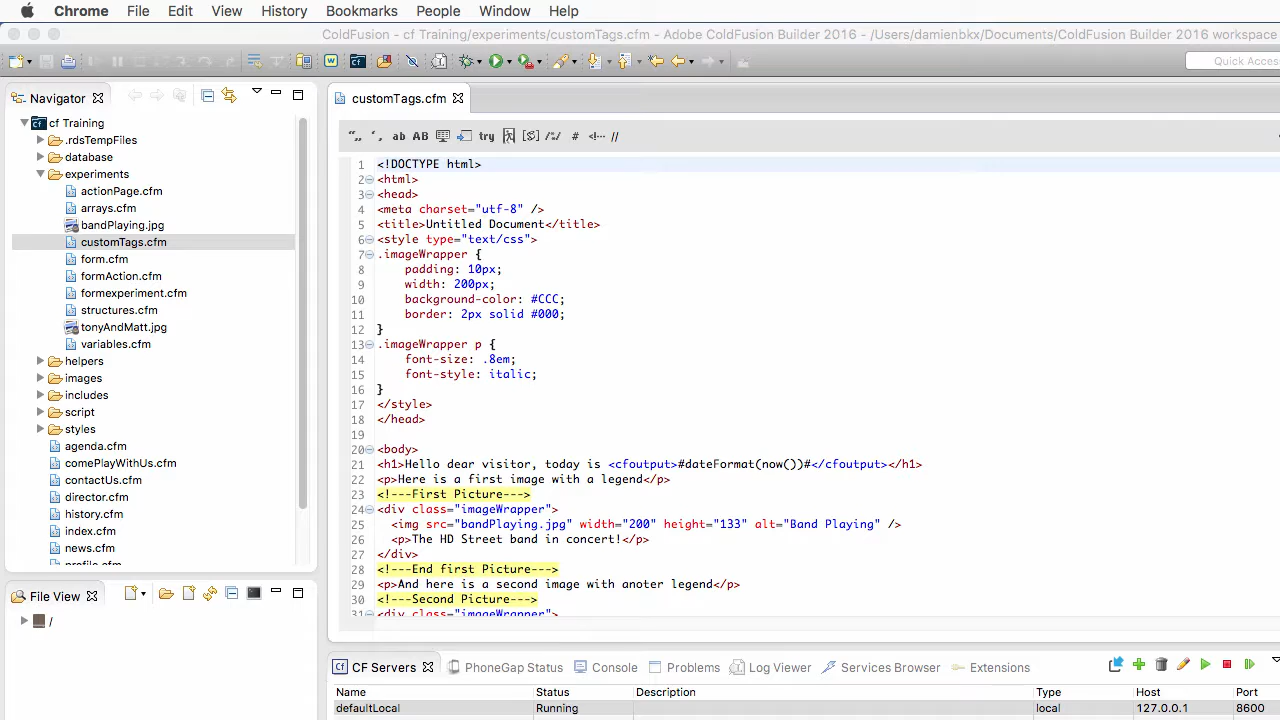 Chrome File Edit View History Bookmarks People Window Help
ColdFusion - cf Training/experiments/customTags.cfm - Adobe ColdFusion Builder 2016 - /Users/damienbkx/Documents/ColdFusion Builder 2016 workspace
Quick Acces
Navigator
customTags.cfm
cf Training
.rdsTempFiles
database
experiments
actionPage.cfm
arrays.cfm
bandPlaying.jpg
customTags.cfm
form.cfm
formAction.cfm
formexperiment.cfm
structures.cfm
tonyAndMatt.jpg
variables.cfm
helpers
images
includes
script
styles
agenda.cfm
comePlayWithUs.cfm
contactUs.cfm
director.cfm
history.cfm
index.cfm
news.cfm
profile.cfm
File View
/
",, ', ab AB try /*/ # <!-- //
1 <!DOCTYPE html>
2 <html>
3 <head>
4 <meta charset="utf-8" />
5 <title>Untitled Document</title>
6 <style type="text/css">
7 .imageWrapper {
8 padding: 10px;
9 width: 200px;
10 background-color: #CCC;
11 border: 2px solid #000;
12 }
13 .imageWrapper p {
14 font-size: .8em;
15 font-style: italic;
16 }
17 </style>
18 </head>
19
20 <body>
21 <h1>Hello dear visitor, today is <cfoutput>#dateFormat(now())#</cfoutput></h1>
22 <p>Here is a first image with a legend</p>
23 <!---First Picture--->
24 <div class="imageWrapper">
25 <img src="bandPlaying.jpg" width="200" height="133" alt="Band Playing" />
26 <p>The HD Street band in concert!</p>
27 </div>
28 <!---End first Picture--->
29 <p>And here is a second image with anoter legend</p>
30 <!---Second Picture--->
31 <div class="imageWrapper">
CF Servers PhoneGap Status Console Problems Log Viewer Services Browser Extensions
Name Status Description Type Host Port
defaultLocal Running local 127.0.0.1 8600